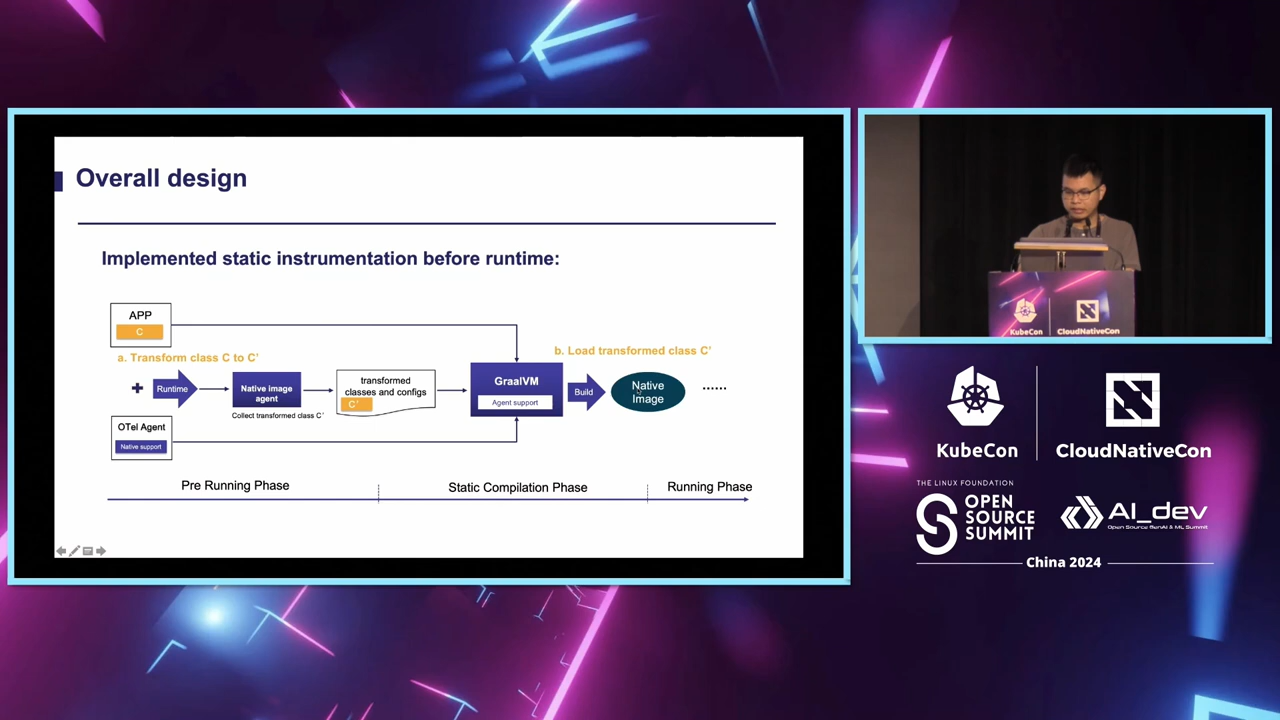 Overall design
Implemented static instrumentation before runtime:
APP
C
a. Transform class C to C'
b. Load transformed class C'
Runtime
Native image
agent
Collect transformed class C'
transformed
classes and configs
C'
GraalVM
Agent support
Build
Native
Image
......
OTel Agent
Native support
Pre Running Phase
Static Compilation Phase
Running Phase
KubeCon
CloudNativeCon
KubeCon
CloudNativeCon
THE LINUX FOUNDATION
OPEN
SOURCE
SUMMIT
AI_dev
Open Source GenAI & ML Summit
China 2024